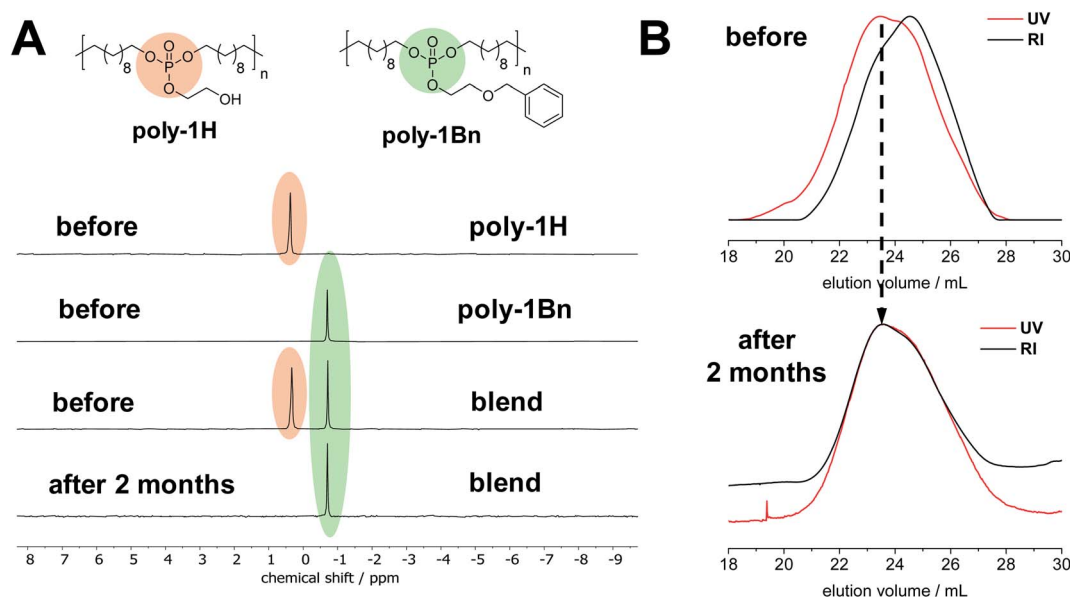 A
O
O
O
P
O
8
8
n
O
OH
poly-1H
O
O
O
P
O
8
8
n
O
poly-1Bn
before
poly-1H
before
poly-1Bn
before
blend
after 2 months
blend
8 7 6 5 4 3 2 1 0 -1 -2 -3 -4 -5 -6 -7 -8 -9
chemical shift / ppm
B
before
UV
RI
18 20 22 24 26 28 30
elution volume / mL
after
2 months
UV
RI
18 20 22 24 26 28 30
elution volume / mL